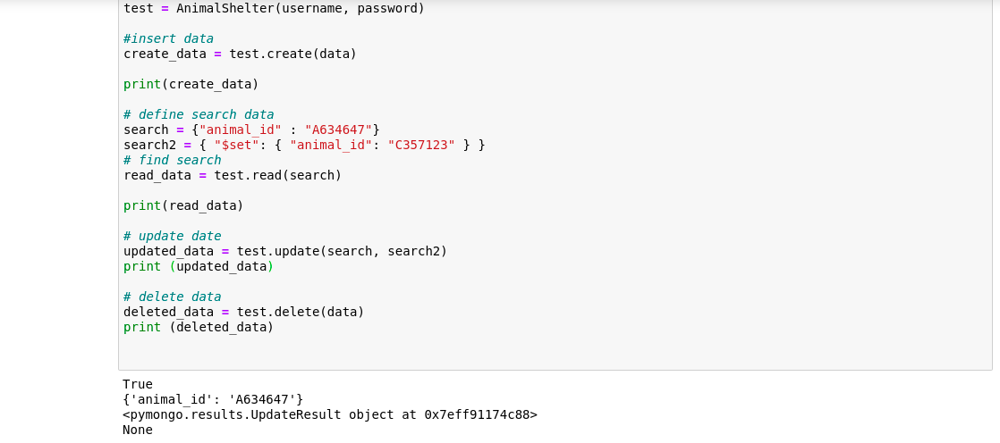 test = AnimalShelter(username, password)
#insert data
create_data = test.create(data)
print(create_data)
# define search data
search = {"animal_id" : "A634647"}
search2 = { "$set": { "animal_id": "C357123" } }
# find search
read_data = test.read(search)
print(read_data)
# update date
updated_data = test.update(search, search2)
print (updated_data)
# delete data
deleted_data = test.delete(data)
print (deleted_data)
True
{'animal_id': 'A634647'}
<pymongo.results.UpdateResult object at 0x7eff91174c88>
None